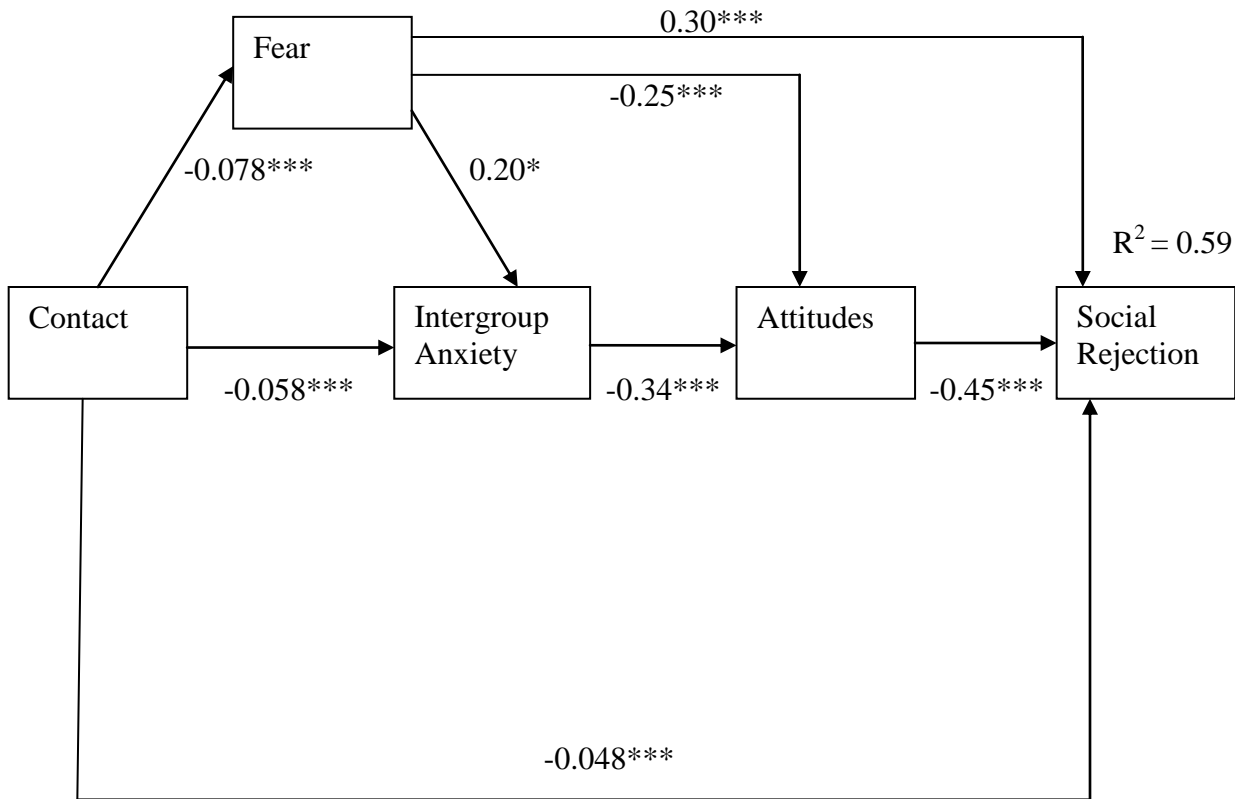 0.30***
Fear
-0.25***
-0.078***
0.20*
R² = 0.59
Contact
Intergroup
Anxiety
Attitudes
Social
Rejection
-0.058***
-0.34***
-0.45***
-0.048***